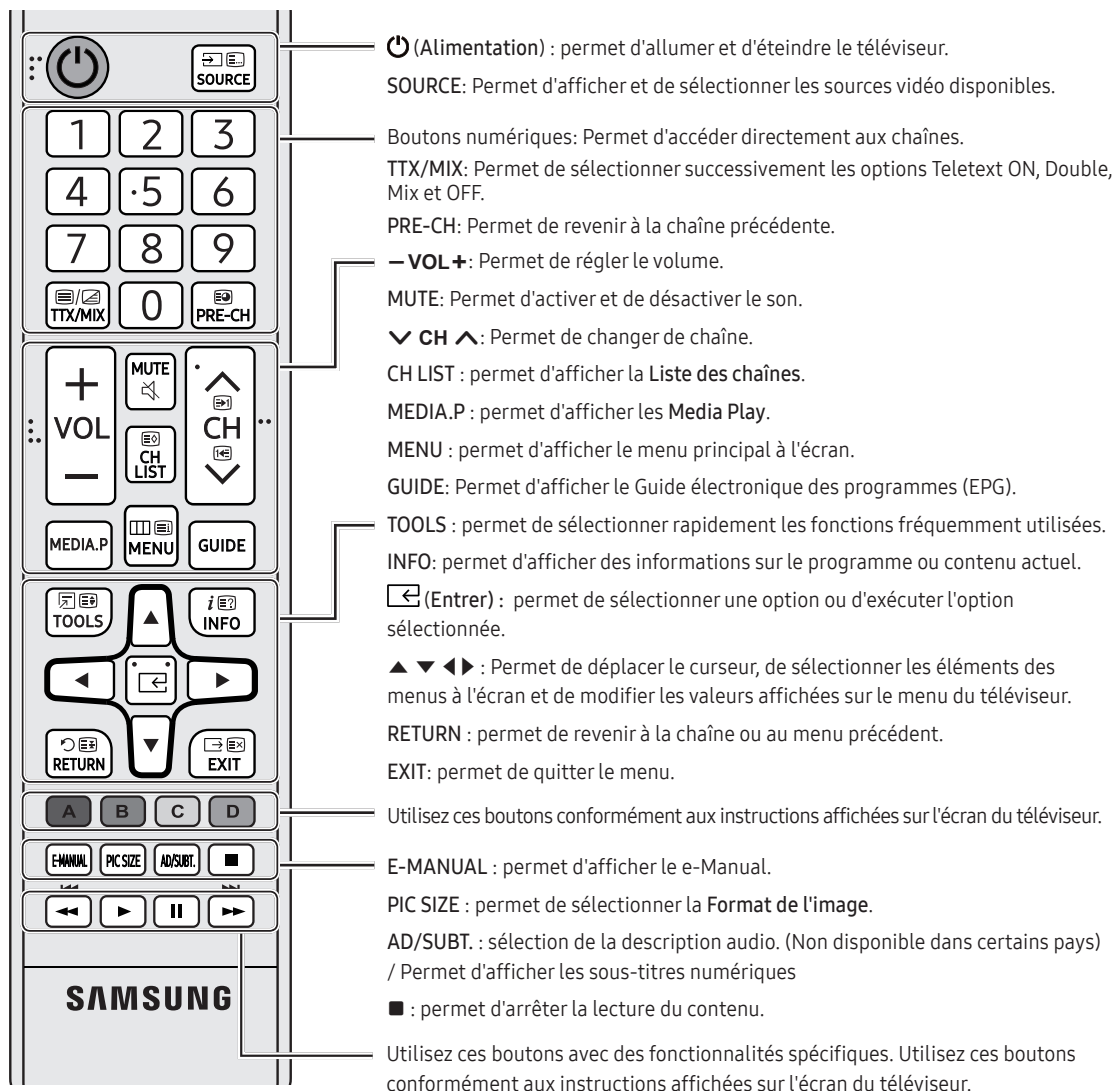 SOURCE
1 2 3
4 ·5 6
7 8 9
TTX/MIX 0 PRE-CH
+ VOL —
MUTE
CH LIST
CH
MEDIA.P
MENU
GUIDE
TOOLS
INFO
RETURN
EXIT
A B C D
E-MANUAL PIC SIZE AD/SUBT. ■
SAMSUNG
(Alimentation) : permet d'allumer et d'éteindre le téléviseur.
SOURCE: Permet d'afficher et de sélectionner les sources vidéo disponibles.
Boutons numériques: Permet d'accéder directement aux chaînes.
TTX/MIX: Permet de sélectionner successivement les options Teletext ON, Double,
Mix et OFF.
PRE-CH: Permet de revenir à la chaîne précédente.
— VOL +: Permet de régler le volume.
MUTE: Permet d'activer et de désactiver le son.
CH : Permet de changer de chaîne.
CH LIST : permet d'afficher la Liste des chaînes.
MEDIA.P : permet d'afficher les Media Play.
MENU : permet d'afficher le menu principal à l'écran.
GUIDE: Permet d'afficher le Guide électronique des programmes (EPG).
TOOLS : permet de sélectionner rapidement les fonctions fréquemment utilisées.
INFO: permet d'afficher des informations sur le programme ou contenu actuel.
(Entrer) : permet de sélectionner une option ou d'exécuter l'option
sélectionnée.
▲ ▼ ◀ ▶ : Permet de déplacer le curseur, de sélectionner les éléments des
menus à l'écran et de modifier les valeurs affichées sur le menu du téléviseur.
RETURN : permet de revenir à la chaîne ou au menu précédent.
EXIT: permet de quitter le menu.
Utilisez ces boutons conformément aux instructions affichées sur l'écran du téléviseur.
E-MANUAL : permet d'afficher le e-Manual.
PIC SIZE : permet de sélectionner la Format de l'image.
AD/SUBT. : sélection de la description audio. (Non disponible dans certains pays)
/ Permet d'afficher les sous-titres numériques
■ : permet d'arrêter la lecture du contenu.
Utilisez ces boutons avec des fonctionnalités spécifiques. Utilisez ces boutons
conformément aux instructions affichées sur l'écran du téléviseur.